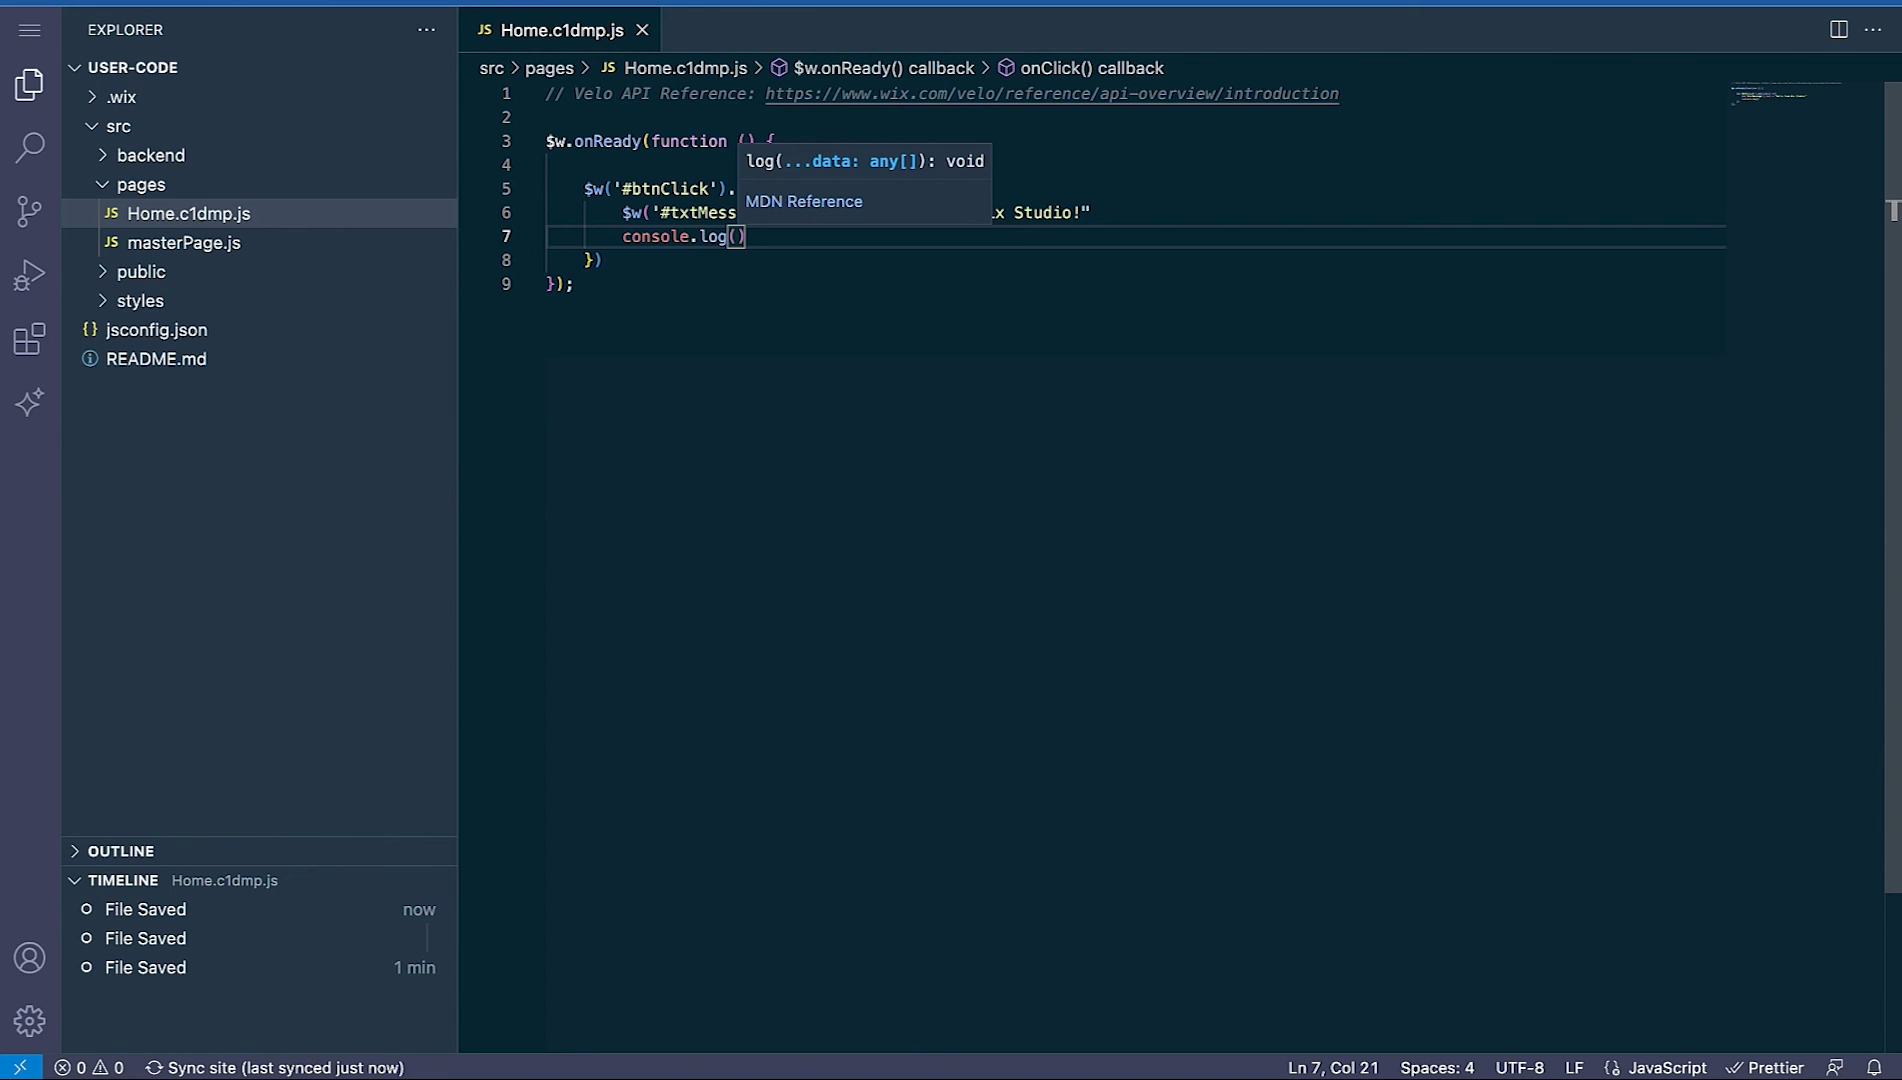 EXPLORER
USER-CODE
.wix
src
backend
pages
JS Home.c1dmp.js
JS masterPage.js
public
styles
{} jsconfig.json
README.md
OUTLINE
TIMELINE Home.c1dmp.js
File Saved now
File Saved
File Saved 1 min
JS Home.c1dmp.js
src > pages > JS Home.c1dmp.js > $w.onReady() callback > onClick() callback
1 // Velo API Reference: https://www.wix.com/velo/reference/api-overview/introduction
2
3 $w.onReady(function () {
4
log(...data: any[]): void
MDN Reference
5 $w('#btnClick').
6 $w('#txtMess x Studio!"
7 console.log()
8 })
9 });
0 0 Sync site (last synced just now) Ln 7, Col 21 Spaces: 4 UTF-8 LF {} JavaScript Prettier